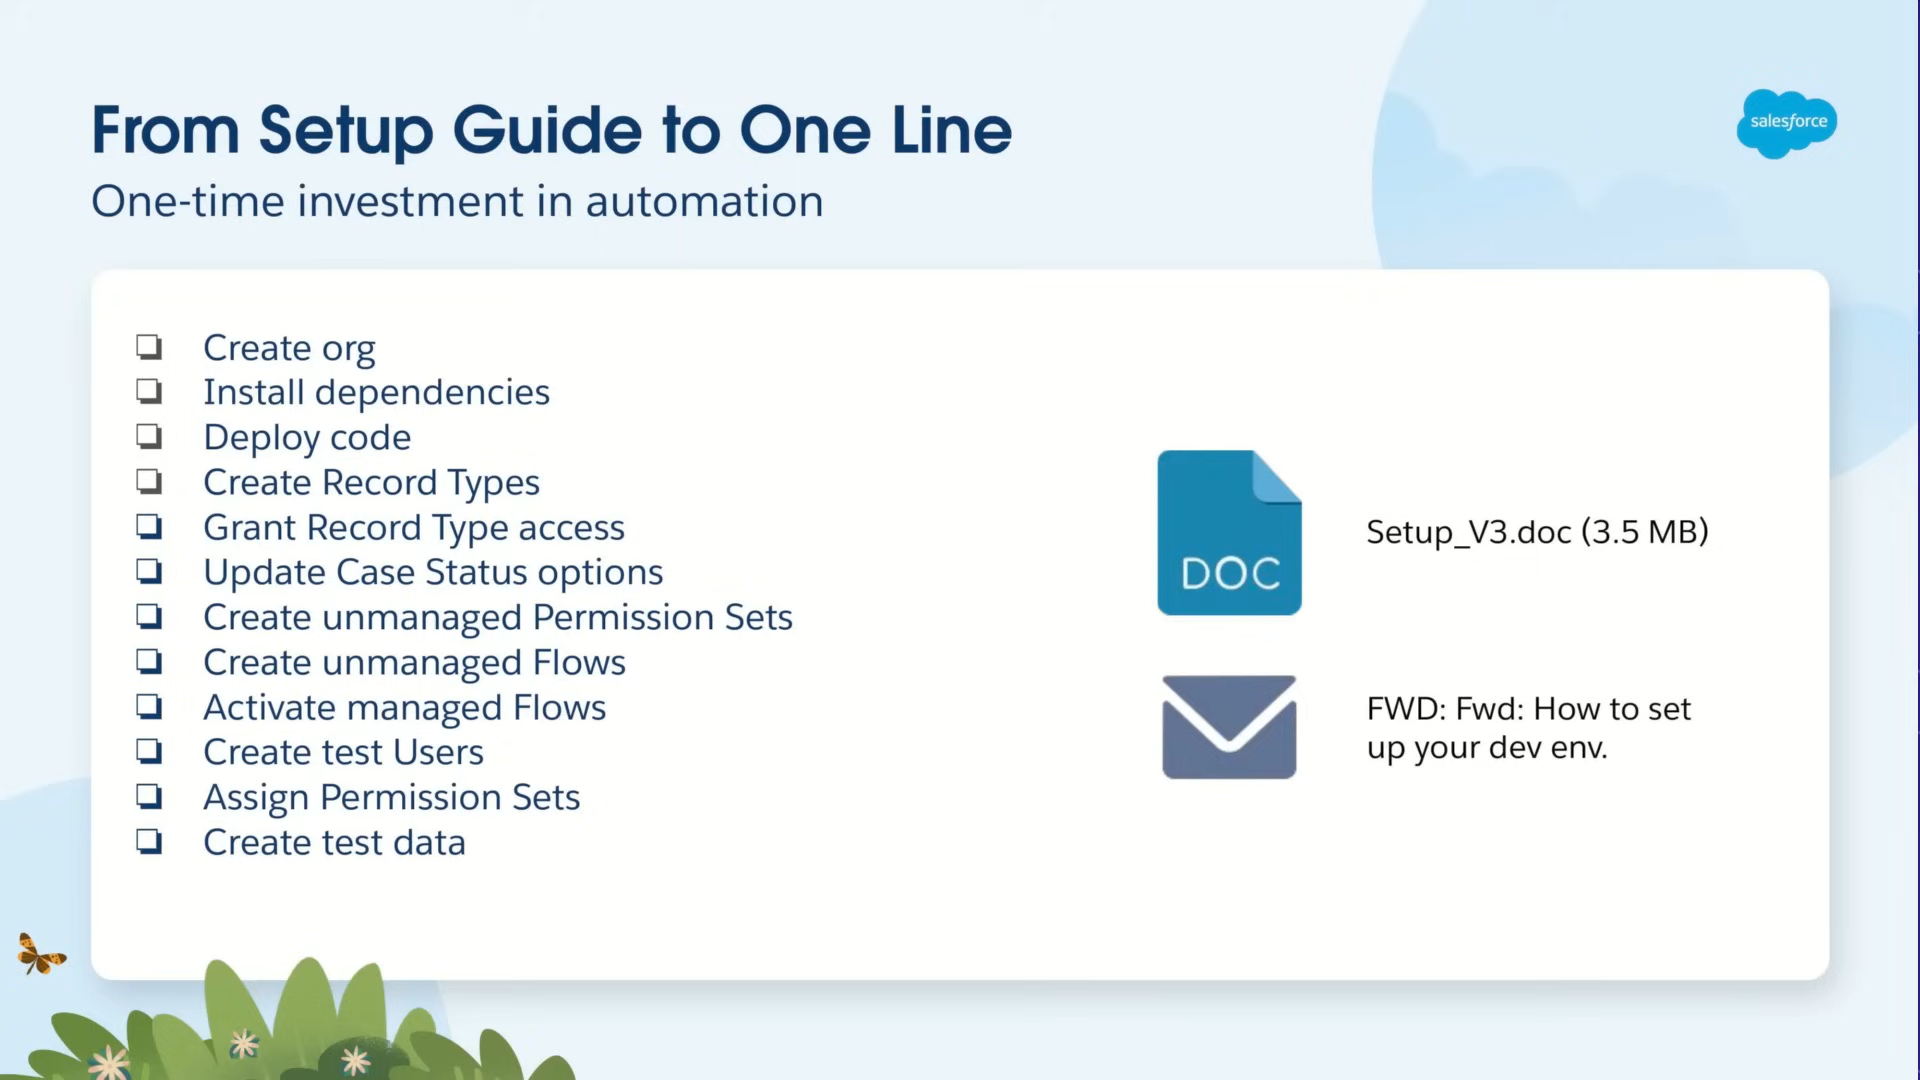 From Setup Guide to One Line
salesforce
One-time investment in automation
Create org
Install dependencies
Deploy code
Create Record Types
Grant Record Type access
Update Case Status options
Create unmanaged Permission Sets
Create unmanaged Flows
Activate managed Flows
Create test Users
Assign Permission Sets
Create test data
DOC
Setup_V3.doc (3.5 MB)
FWD: Fwd: How to set
up your dev env.